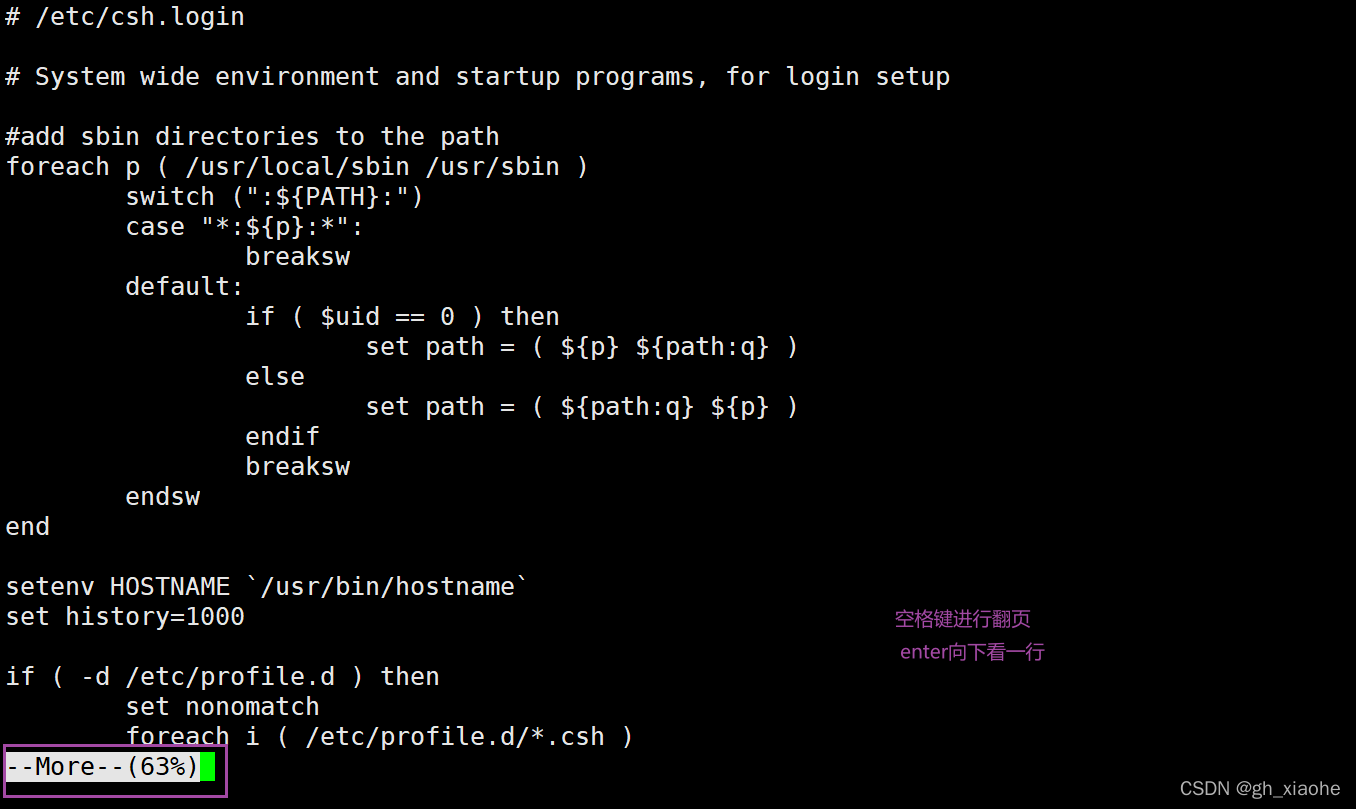 # /etc/csh.login
# System wide environment and startup programs, for login setup
#add sbin directories to the path
foreach p ( /usr/local/sbin /usr/sbin )
        switch (":${PATH}:")
        case "*:${p}:*":
                breaksw
        default:
                if ( $uid == 0 ) then
                        set path = ( ${p} ${path:q} )
                else
                        set path = ( ${path:q} ${p} )
                endif
                breaksw
        endsw
end
setenv HOSTNAME `/usr/bin/hostname`
set history=1000
空格键进行翻页
enter向下看一行
if ( -d /etc/profile.d ) then
        set nonomatch
        foreach i ( /etc/profile.d/*.csh )
--More--(63%)
CSDN @gh_xiaohe